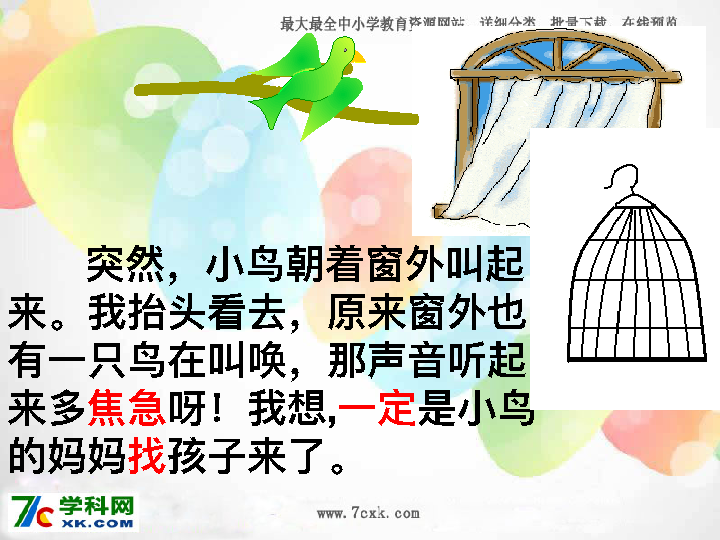 最大最全中小学教育资源网站 详细分类 批量下载 在线预览
突然，小鸟朝着窗外叫起
来。我抬头看去，原来窗外也
有一只鸟在叫唤，那声音听起
来多焦急呀！我想,一定是小鸟
的妈妈找孩子来了。
7c 学科网
XK.COM
www.7cxk.com